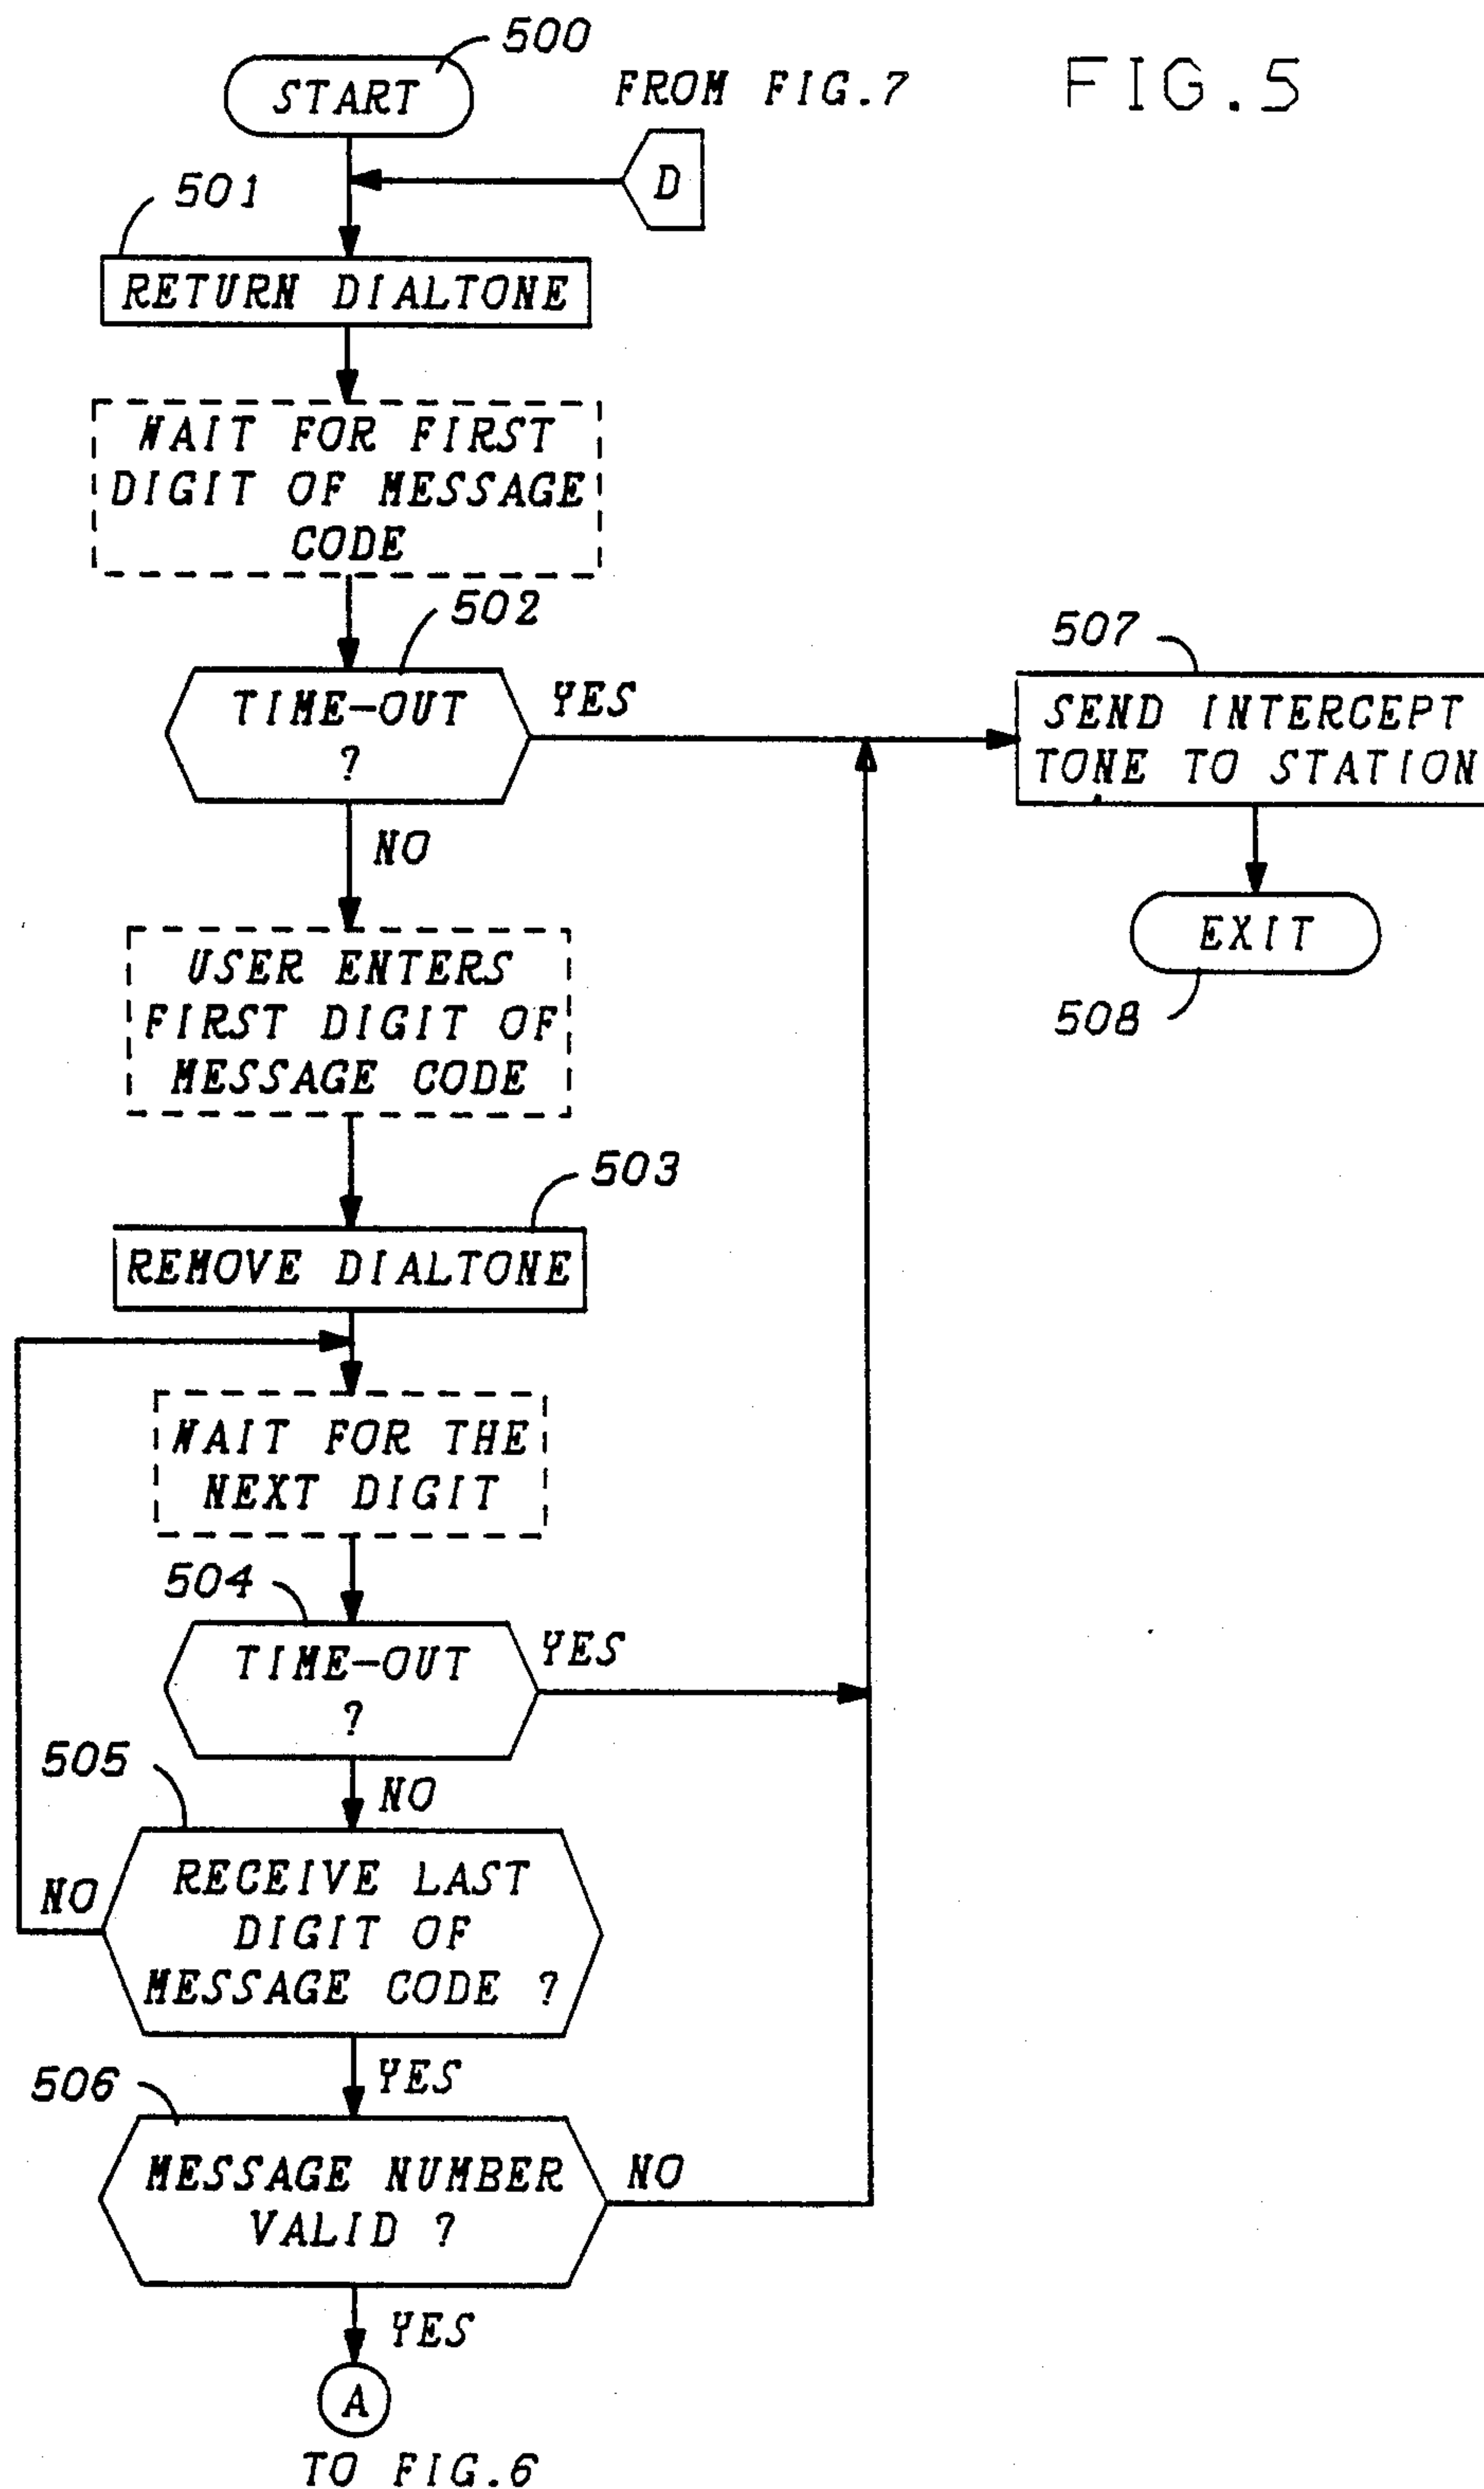 500
START
FROM FIG.7
FIG.5
D
501
RETURN DIALTONE
WAIT FOR FIRST
DIGIT OF MESSAGE
CODE
502
TIME-OUT
?
YES
507
SEND INTERCEPT
TONE TO STATION
NO
EXIT
508
USER ENTERS
FIRST DIGIT OF
MESSAGE CODE
503
REMOVE DIALTONE
WAIT FOR THE
NEXT DIGIT
504
TIME-OUT
?
YES
505
NO
NO
RECEIVE LAST
DIGIT OF
MESSAGE CODE ?
506
YES
MESSAGE NUMBER
VALID ?
NO
YES
A
TO FIG.6